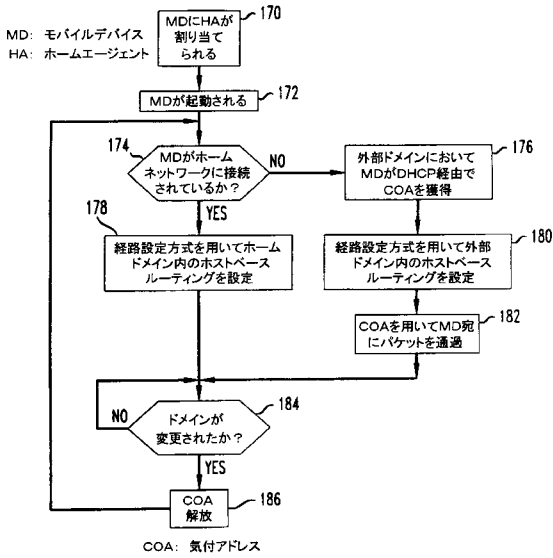 MD: モバイルデバイス
HA: ホームエージェント
MDにHAが
割り当て
られる
170
MDが起動される
172
174
MDがホーム
ネットワークに接続
されているか？
NO
YES
外部ドメインにおいて
MDがDHCP経由で
COAを獲得
176
178
経路設定方式を用いてホーム
ドメイン内のホストベース
ルーティングを設定
経路設定方式を用いて外部
ドメイン内のホストベース
ルーティングを設定
180
COAを用いてMD宛
にパケットを通過
182
NO
ドメインが
変更されたか？
184
YES
COA
解放
186
COA: 気付アドレス